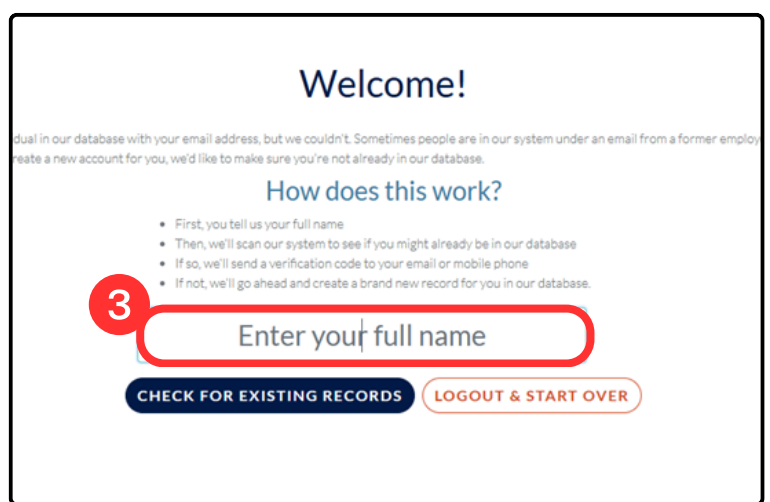 Welcome!
dual in our database with your email address, but we couldn't. Sometimes people are in our system under an email from a former employ
reate a new account for you, we'd like to make sure you're not already in our database.
How does this work?
• First, you tell us your full name
• Then, we'll scan our system to see if you might already be in our database
• If so, we'll send a verification code to your email or mobile phone
• If not, we'll go ahead and create a brand new record for you in our database.
3
Enter your full name
CHECK FOR EXISTING RECORDS LOGOUT & START OVER